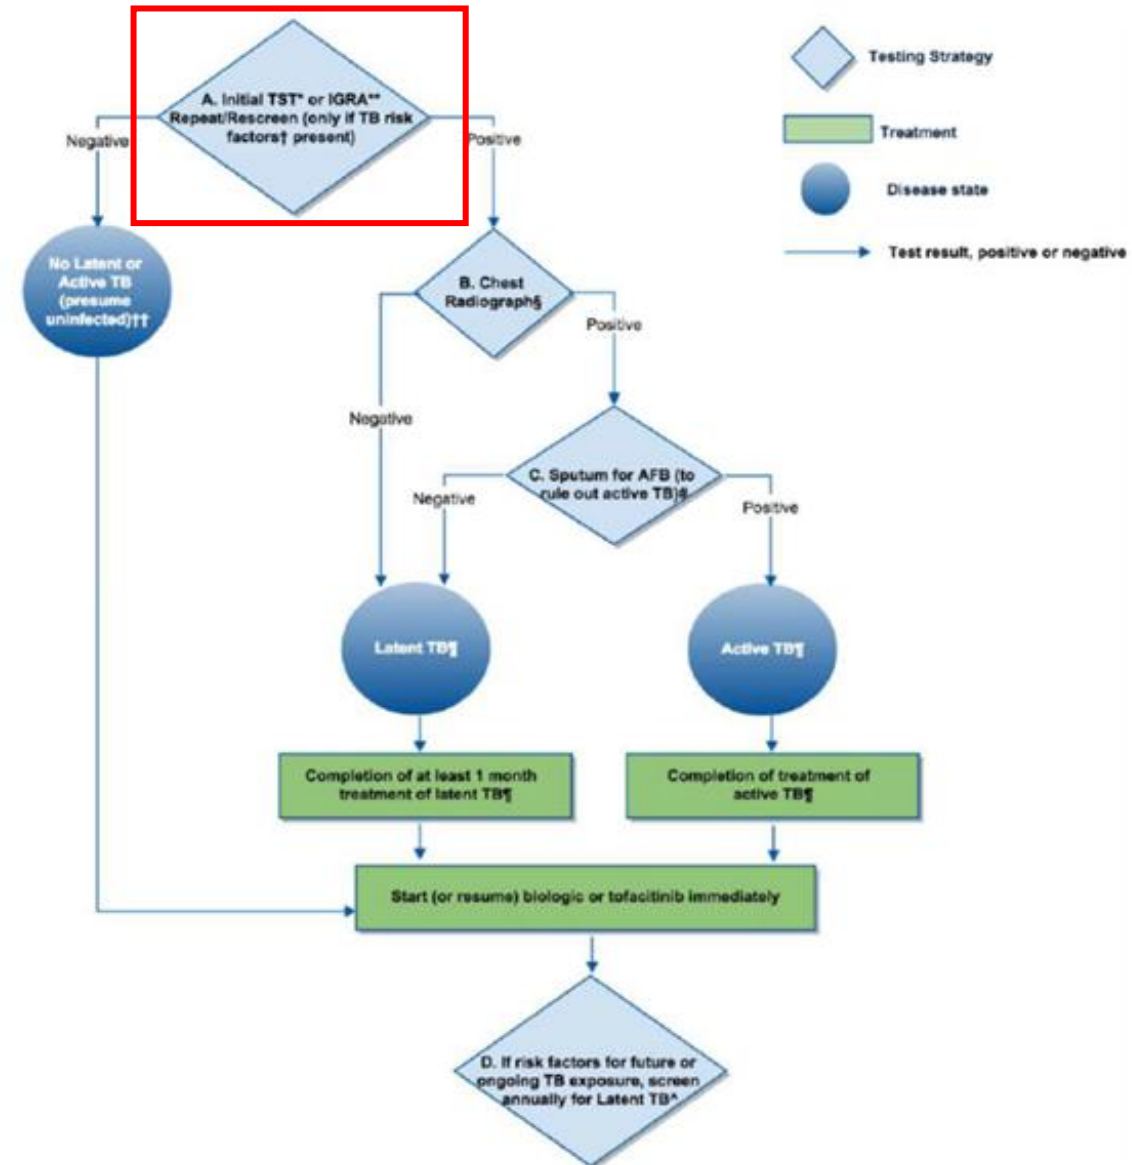 A. Initial TST* or IGRA**
Repeat/Rescreen (only if TB risk
factors† present)
Negative
Positive
Testing Strategy
Treatment
Disease state
Test result, positive or negative
No Latent or
Active TB
(presume
uninfected)††
B. Chest
Radiograph§
Positive
Negative
C. Sputum for AFB (to
rule out active TB)¶
Negative
Positive
Latent TB¶
Active TB¶
Completion of at least 1 month
treatment of latent TB¶
Completion of treatment of
active TB¶
Start (or resume) biologic or tofacitinib immediately
D. If risk factors for future or
ongoing TB exposure, screen
annually for Latent TB^